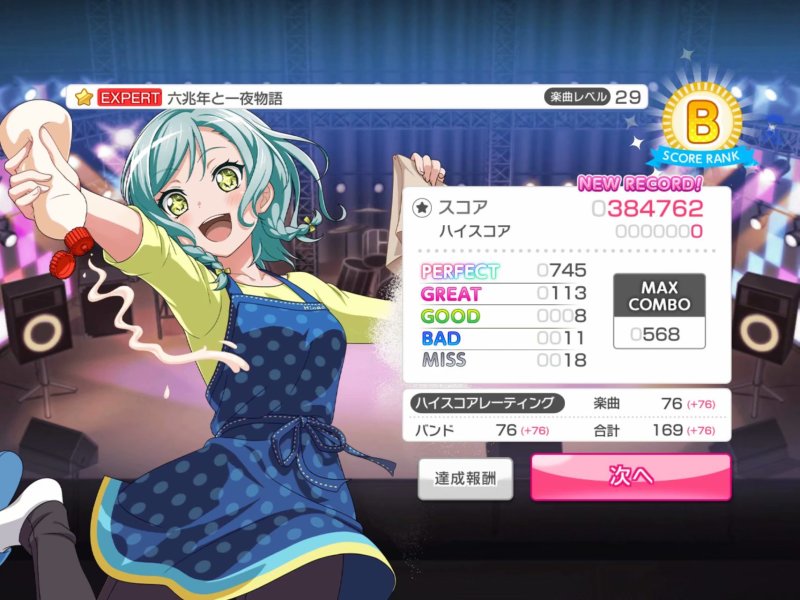 EXPERT 六兆年と一夜物語 楽曲レベル 29
B
SCORE RANK
NEW RECORD!
スコア 0384762
ハイスコア 0000000
PERFECT 0745
GREAT 0113
GOOD 0008
BAD 0011
MISS 0018
MAX
COMBO
0568
ハイスコアレーティング 楽曲 76 (+76)
バンド 76 (+76) 合計 169 (+76)
達成報酬 次へ